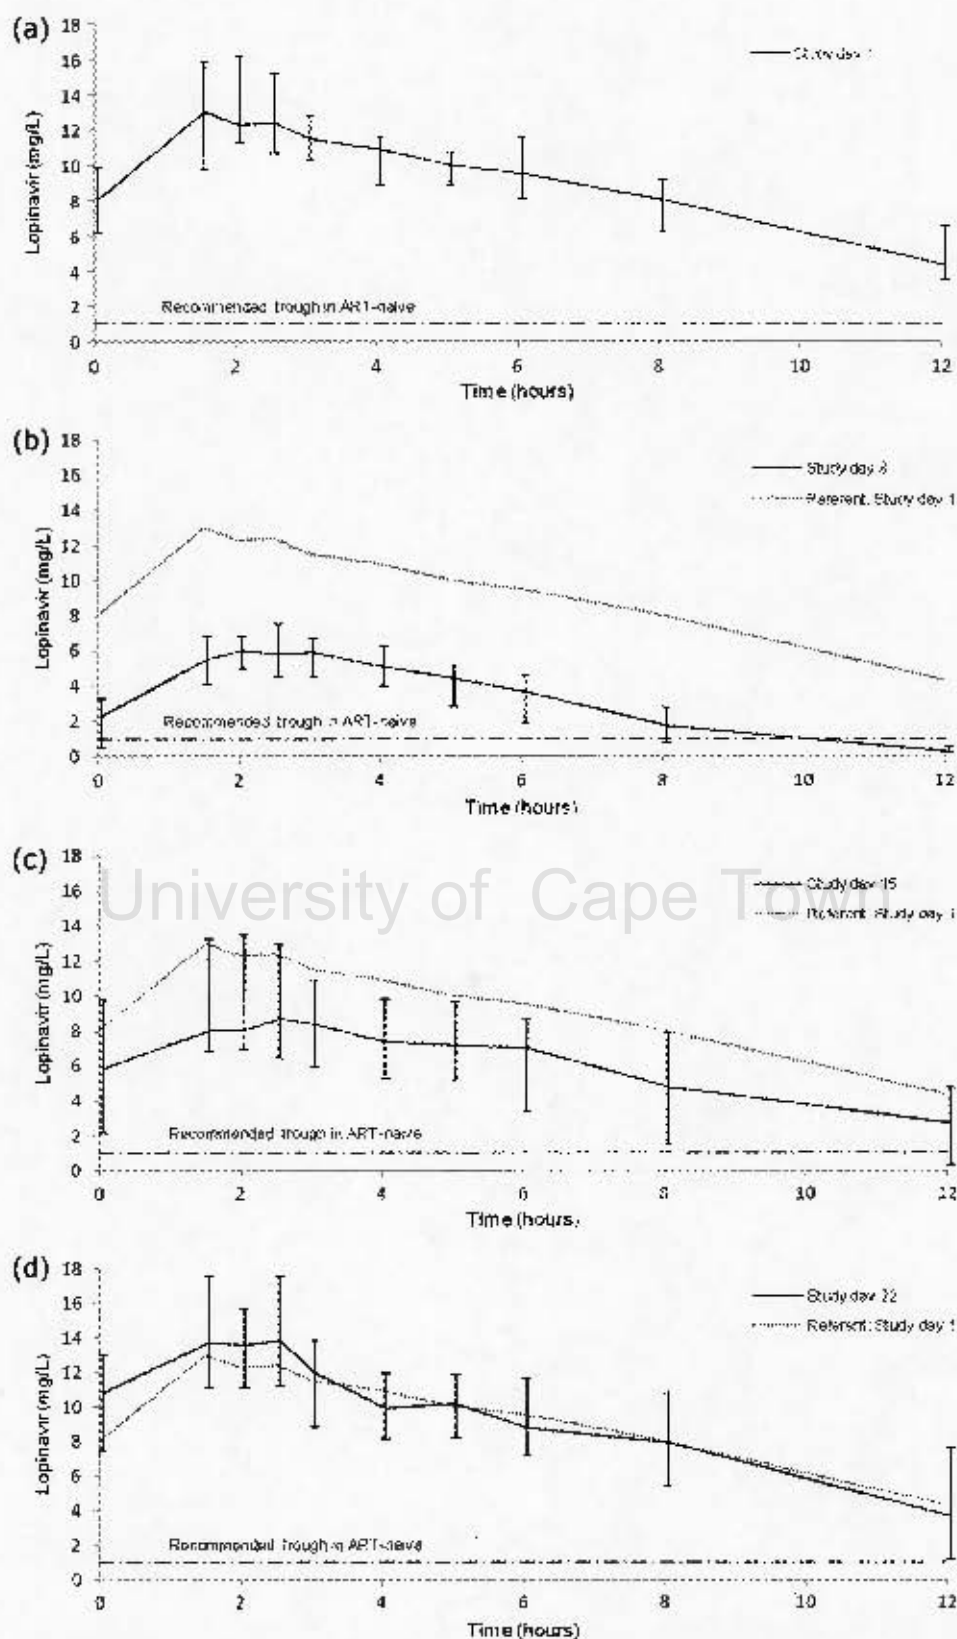 (a)
18
16
14
12
10
8
6
4
2
0
Lopinavir (mg/L)
Study day 1
Recommended trough in ART-naive
0 2 4 6 8 10 12
Time (hours)
(b)
18
16
14
12
10
8
6
4
2
0
Lopinavir (mg/L)
Study day 8
Referent: Study day 1
Recommended trough in ART-naive
0 2 4 6 8 10 12
Time (hours)
(c)
18
16
14
12
10
8
6
4
2
0
Lopinavir (mg/L)
Study day 15
Referent: Study day 1
University of Cape Town
Recommended trough in ART-naive
0 2 4 6 8 10 12
Time (hours)
(d)
18
16
14
12
10
8
6
4
2
0
Lopinavir (mg/L)
Study day 22
Referent: Study day 1
Recommended trough in ART-naive
0 2 4 6 8 10 12
Time (hours)